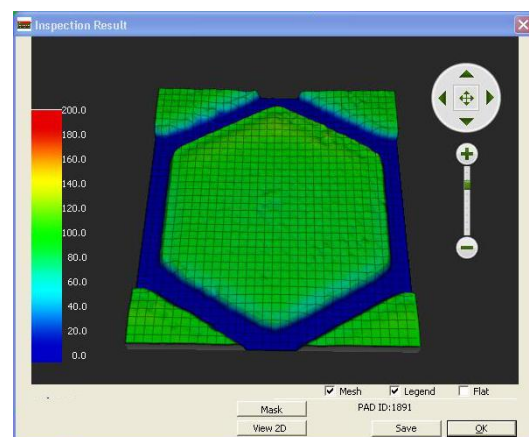 Inspection Result
200.0
180.0
160.0
140.0
120.0
100.0
80.0
60.0
40.0
20.0
0.0
Mesh Legend Flat
Mask PAD ID:1891
View 2D Save OK